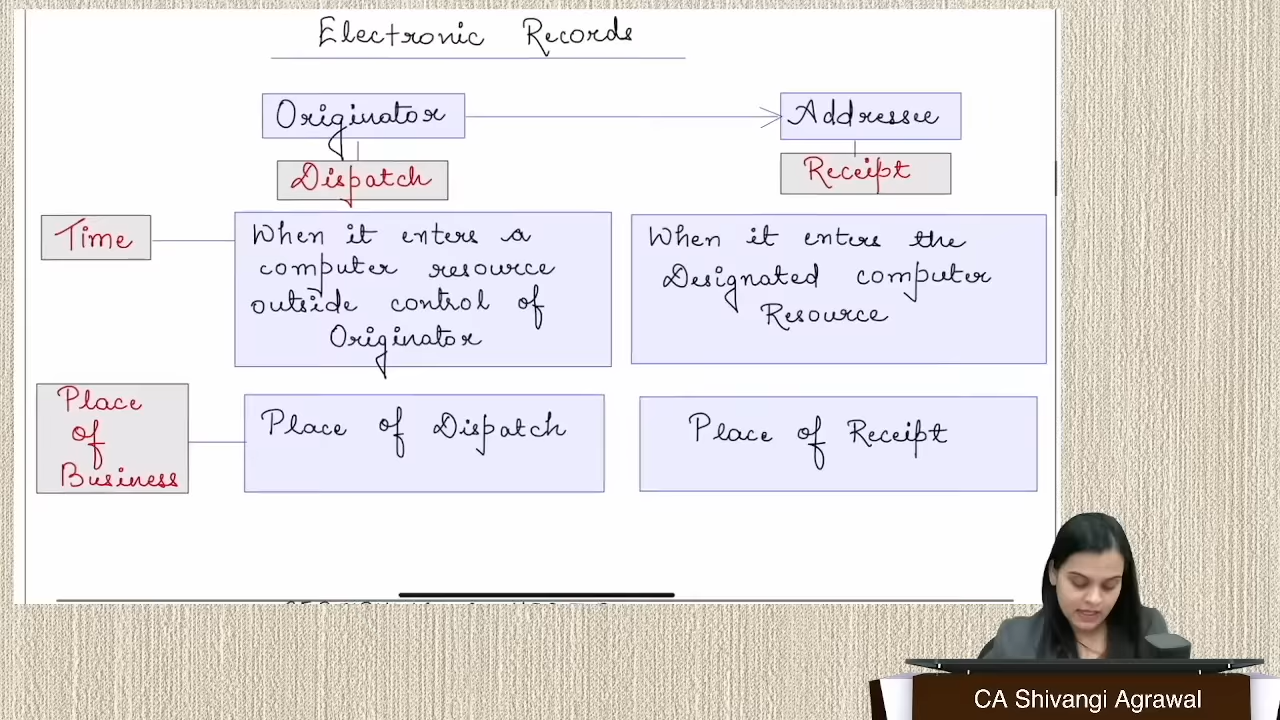 Electronic Records
Originator
Addressee
Dispatch
Receipt
Time
When it enters a
computer resource
outside control of
Originator
When it enters the
Designated computer
Resource
Place
of
Business
Place of Dispatch
Place of Receipt
CA Shivangi Agrawal